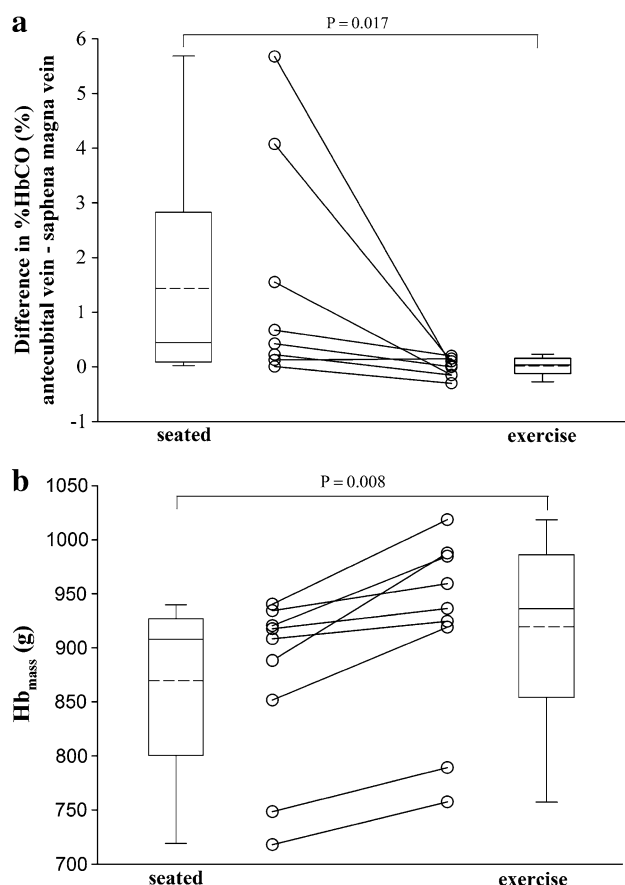 a
P = 0.017
Difference in %HbCO (%)
antecubital vein - saphena magna vein
6
5
4
3
2
1
0
-1
seated
exercise
b
P = 0.008
Hbmass (g)
1050
1000
950
900
850
800
750
700
seated
exercise